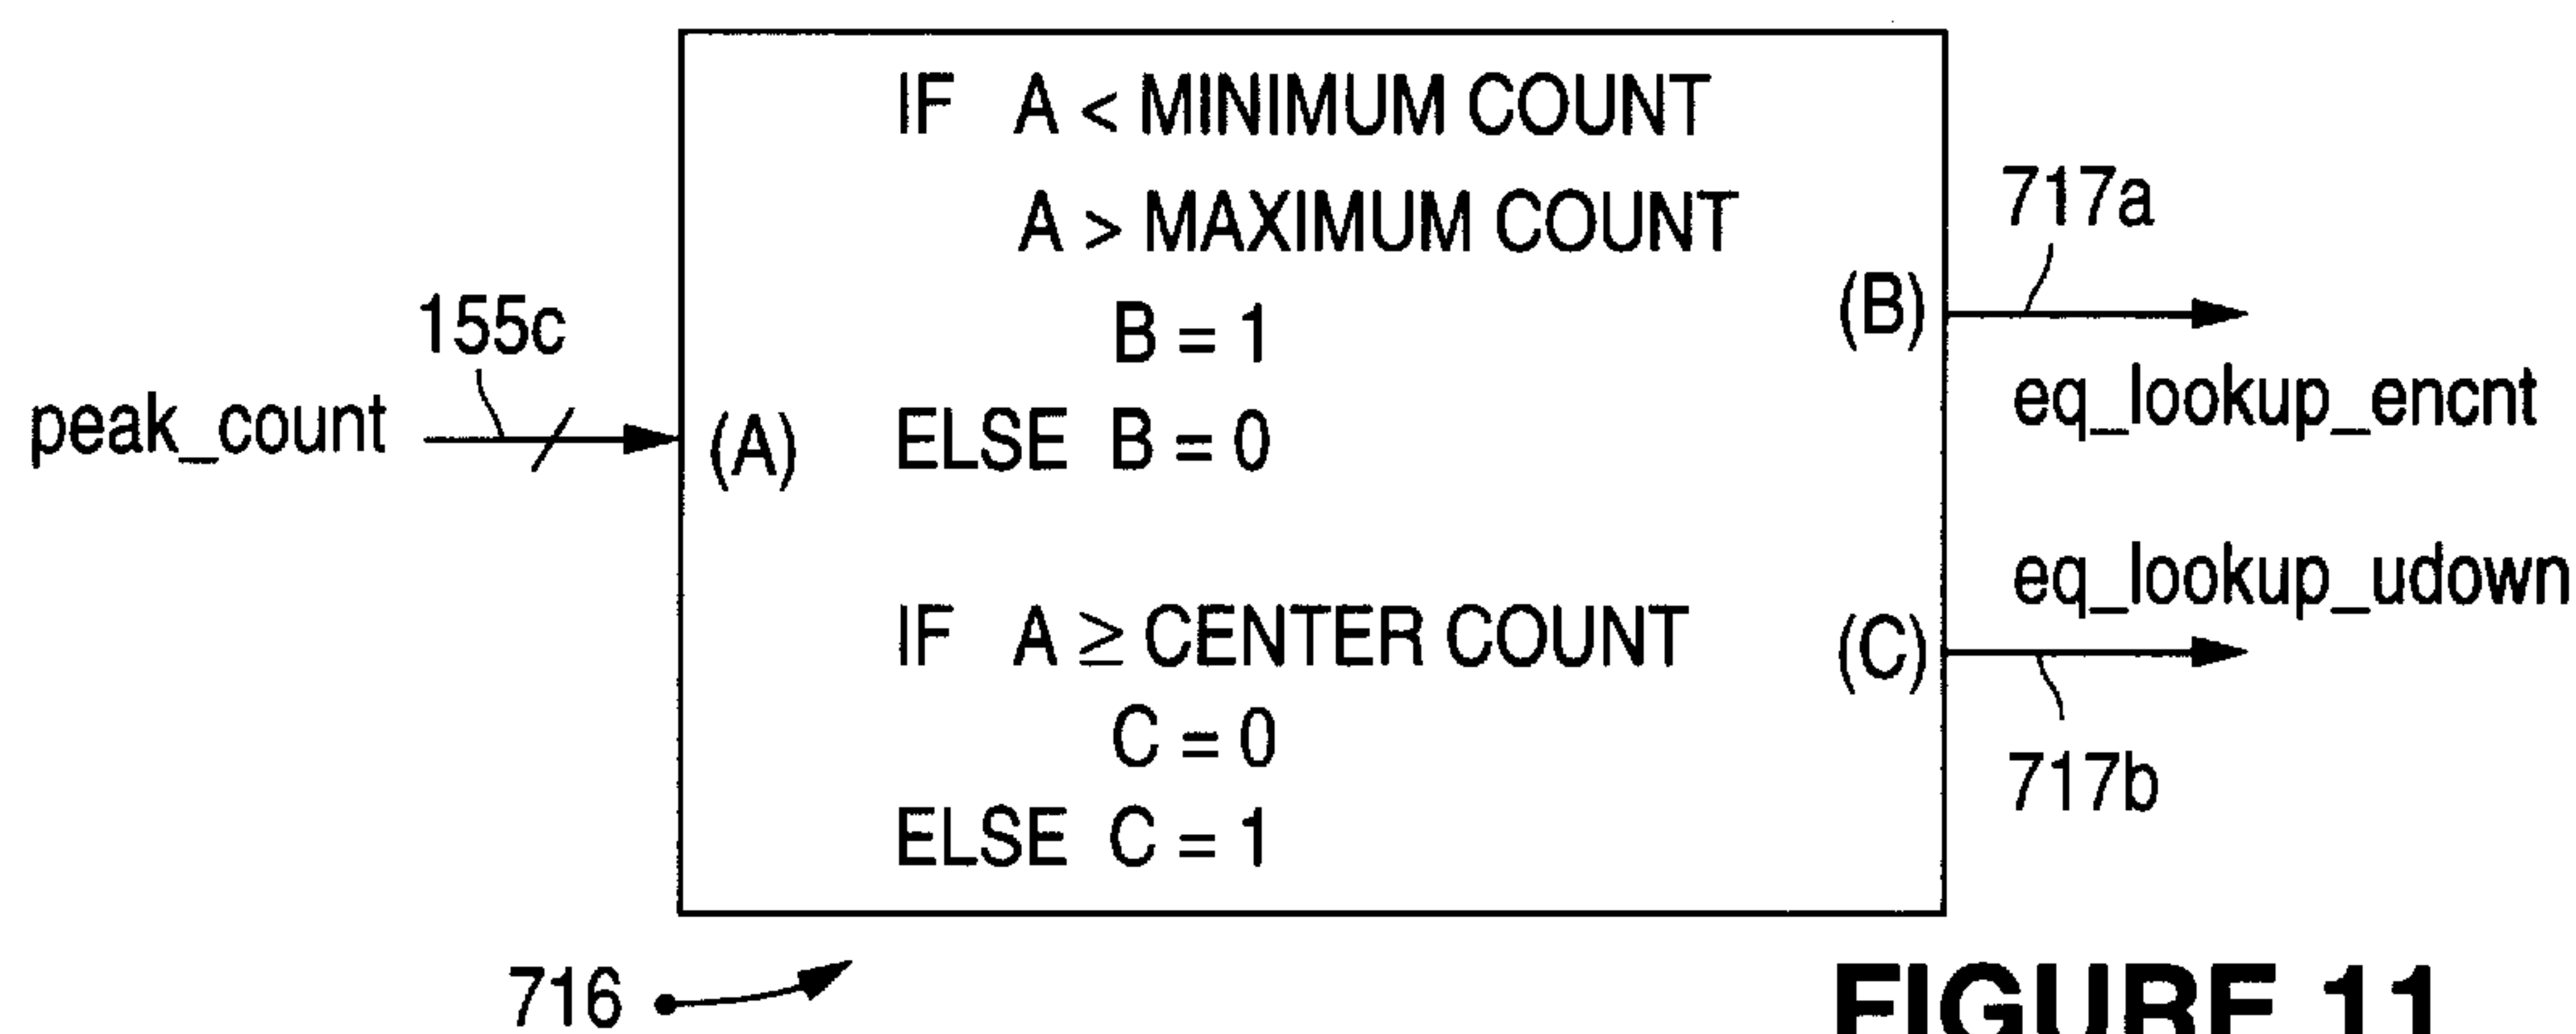 peak_count
155c
(A)
IF A < MINIMUM COUNT
A > MAXIMUM COUNT
B = 1
ELSE B = 0
IF A ≥ CENTER COUNT
C = 0
ELSE C = 1
(B)
717a
eq_lookup_encnt
eq_lookup_udown
(C)
717b
716
FIGURE 11